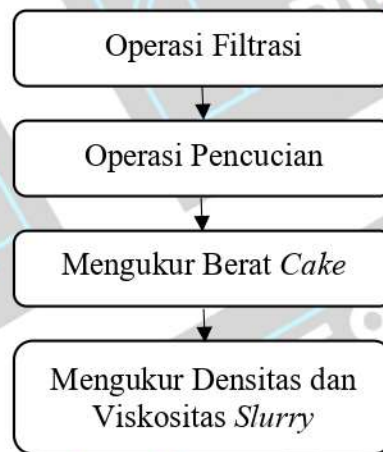 Operasi Filtrasi
Operasi Pencucian
Mengukur Berat Cake
Mengukur Densitas dan
Viskositas Slurry